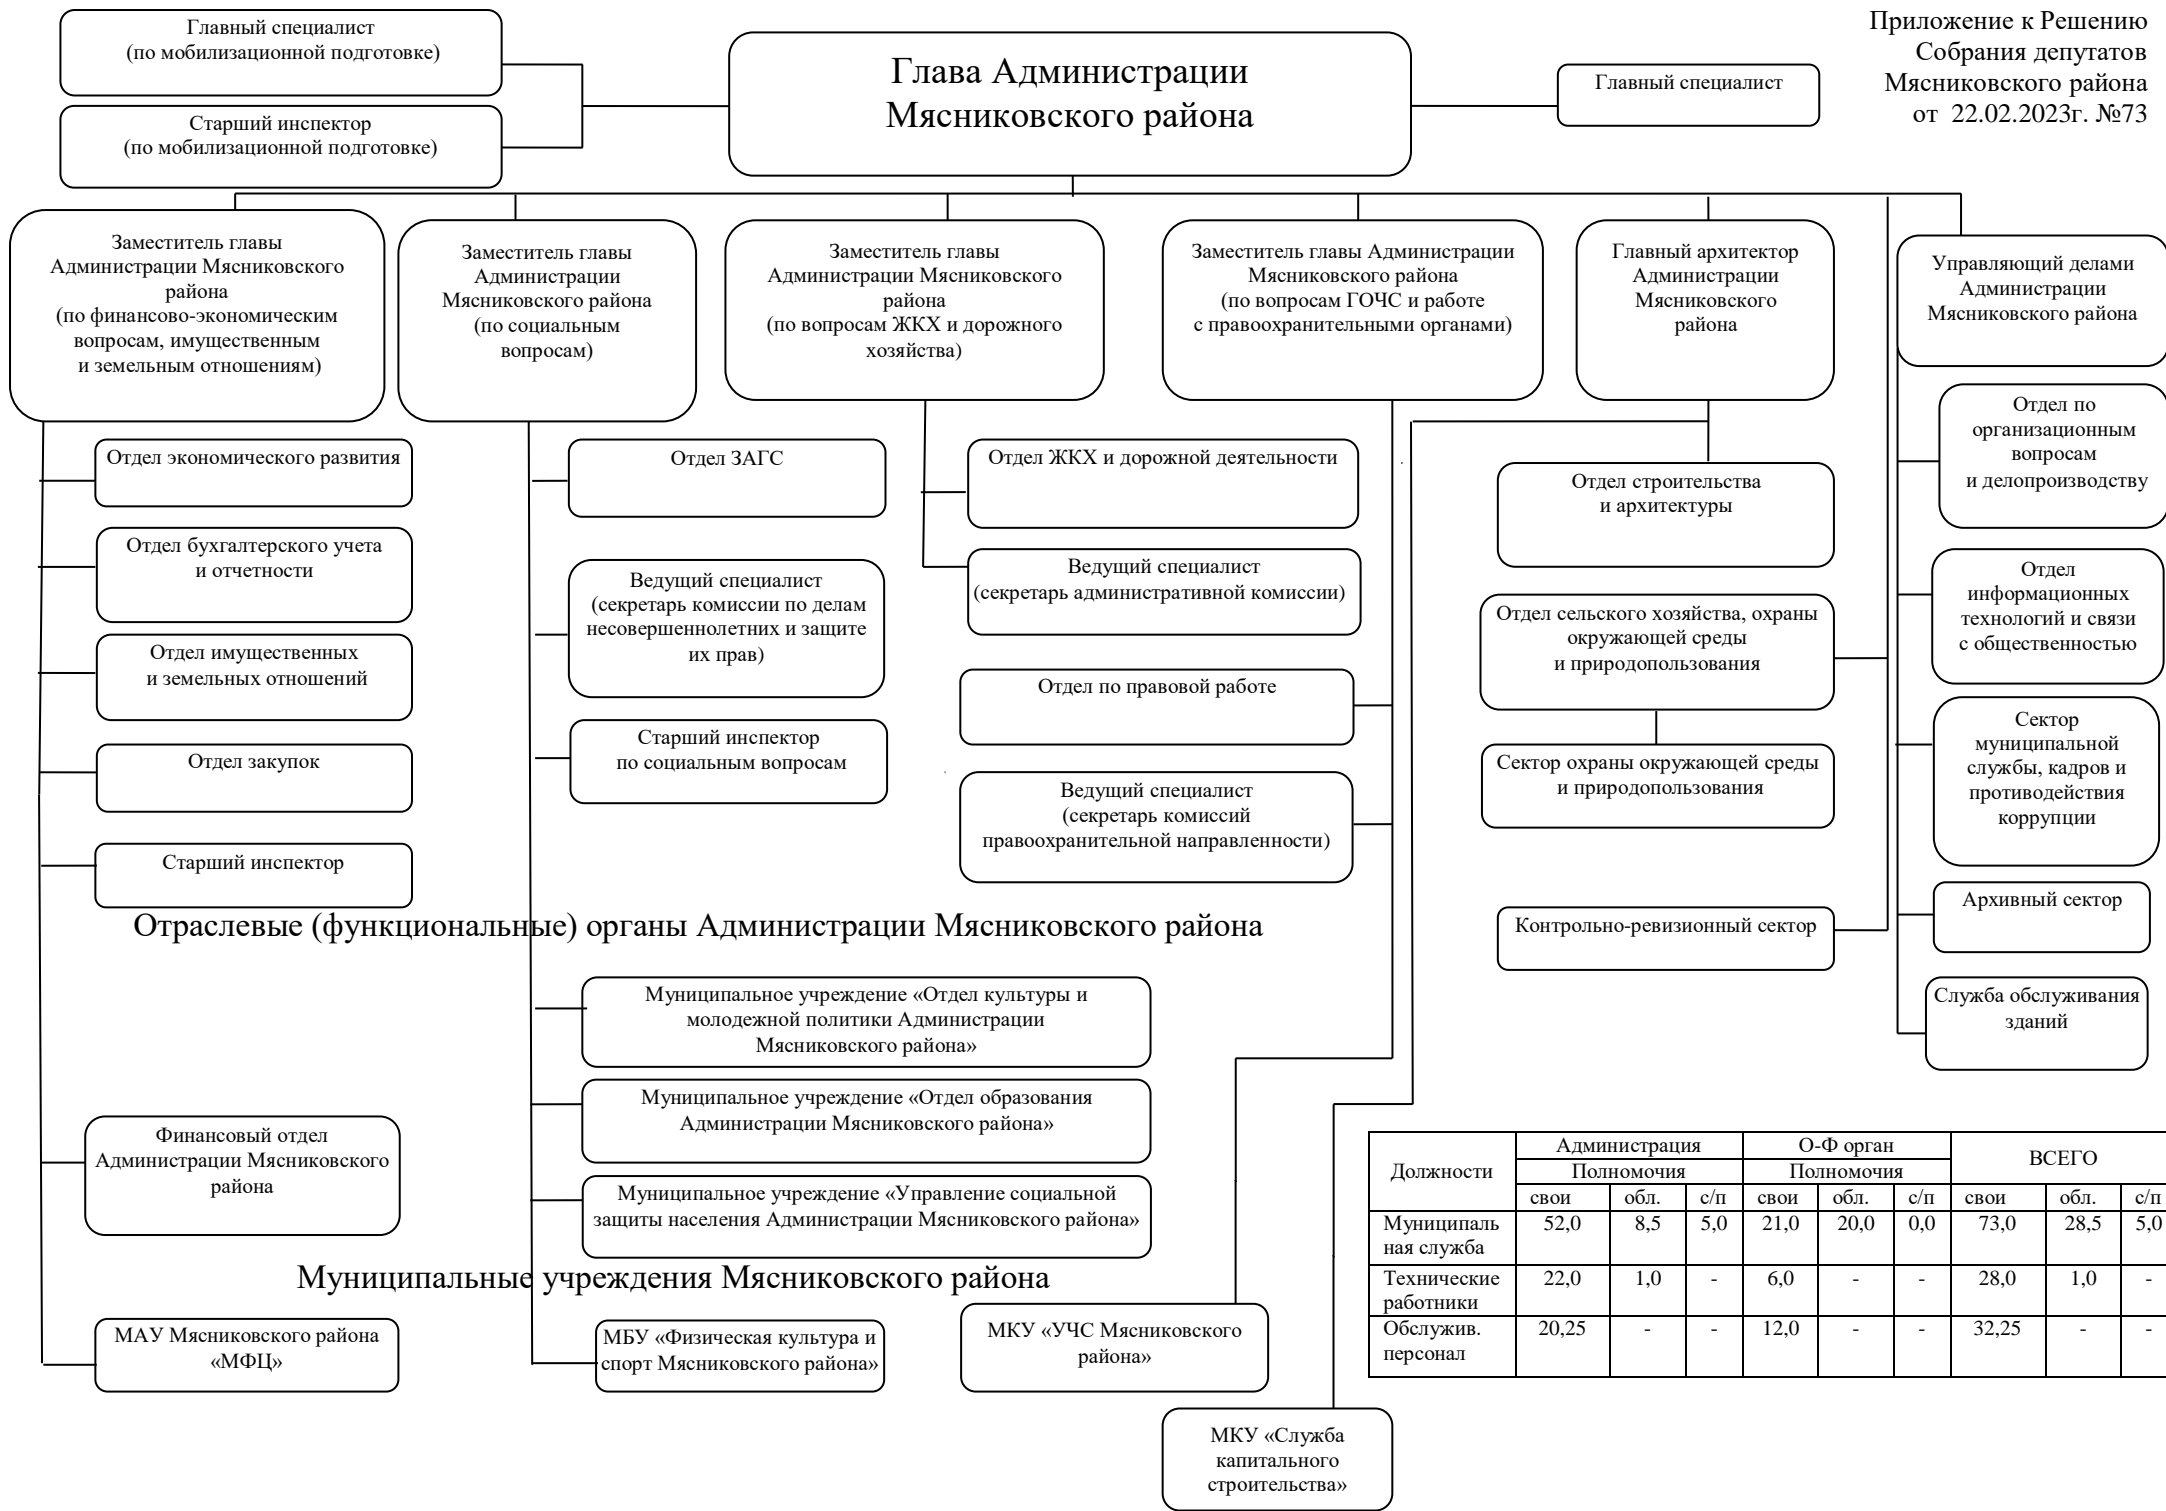 Приложение к Решению
Собрания депутатов
Мясниковского района
от 22.02.2023г. №73
Главный специалист
(по мобилизационной подготовке)
Старший инспектор
(по мобилизационной подготовке)
Глава Администрации
Мясниковского района
Главный специалист
Заместитель главы
Администрации Мясниковского
района
(по финансово-экономическим
вопросам, имущественным
и земельным отношениям)
Заместитель главы
Администрации
Мясниковского района
(по социальным
вопросам)
Заместитель главы
Администрации Мясниковского
района
(по вопросам ЖКХ и дорожного
хозяйства)
Заместитель главы Администрации
Мясниковского района
(по вопросам ГОЧС и работе
с правоохранительными органами)
Главный архитектор
Администрации
Мясниковского
района
Управляющий делами
Администрации
Мясниковского района
Отдел экономического развития
Отдел бухгалтерского учета
и отчетности
Отдел имущественных
и земельных отношений
Отдел закупок
Старший инспектор
Отдел ЗАГС
Ведущий специалист
(секретарь комиссии по делам
несовершеннолетних и защите
их прав)
Старший инспектор
по социальным вопросам
Отдел ЖКХ и дорожной деятельности
Ведущий специалист
(секретарь административной комиссии)
Отдел по правовой работе
Ведущий специалист
(секретарь комиссий
правоохранительной направленности)
Отдел строительства
и архитектуры
Отдел сельского хозяйства, охраны
окружающей среды
и природопользования
Сектор охраны окружающей среды
и природопользования
Контрольно-ревизионный сектор
Отдел по
организационным
вопросам
и делопроизводству
Отдел
информационных
технологий и связи
с общественностью
Сектор
муниципальной
службы, кадров и
противодействия
коррупции
Архивный сектор
Служба обслуживания
зданий
Отраслевые (функциональные) органы Администрации Мясниковского района
Финансовый отдел
Администрации Мясниковского
района
Муниципальное учреждение «Отдел культуры и
молодежной политики Администрации
Мясниковского района»
Муниципальное учреждение «Отдел образования
Администрации Мясниковского района»
Муниципальное учреждение «Управление социальной
защиты населения Администрации Мясниковского района»
Муниципальные учреждения Мясниковского района
МАУ Мясниковского района
«МФЦ»
МБУ «Физическая культура и
спорт Мясниковского района»
МКУ «УЧС Мясниковского
района»
МКУ «Служба
капитального
строительства»
Должности Администрация О-Ф орган ВСЕГО
Полномочия Полномочия
свои обл. с/п свои обл. с/п свои обл. с/п
Муниципаль 52,0 8,5 5,0 21,0 20,0 0,0 73,0 28,5 5,0
ная служба
Технические 22,0 1,0 - 6,0 - - 28,0 1,0 -
работники
Обслужив. 20,25 - - 12,0 - - 32,25 - -
персонал